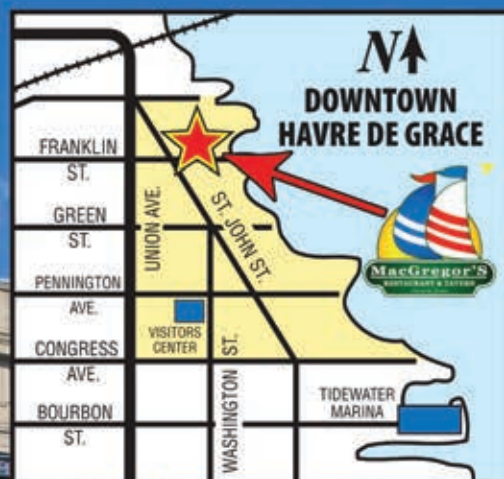 N
DOWNTOWN
HAVRE DE GRACE
FRANKLIN
ST.
GREEN
ST.
UNION AVE.
ST. JOHN ST.
PENNINGTON
AVE.
MacGregor's
RESTAURANT & TAVERN
VISITORS
CENTER
CONGRESS
AVE.
WASHINGTON ST.
TIDEWATER
MARINA
BOURBON
ST.